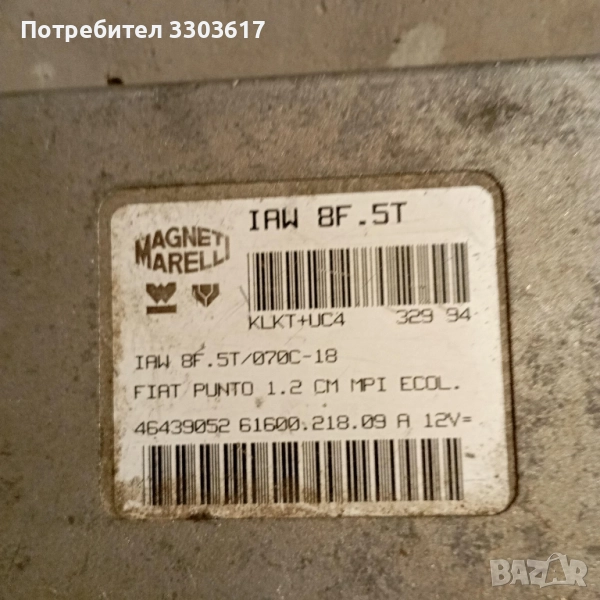 Потребител 3303617
IAW 8F.5T
MAGNETI
MARELLI
KLKT+UC4 329 94
IAW 8F.5T/070C-18
FIAT PUNTO 1.2 CM MPI ECOL.
46439052 61600.218.09 A 12V=
BAZAR